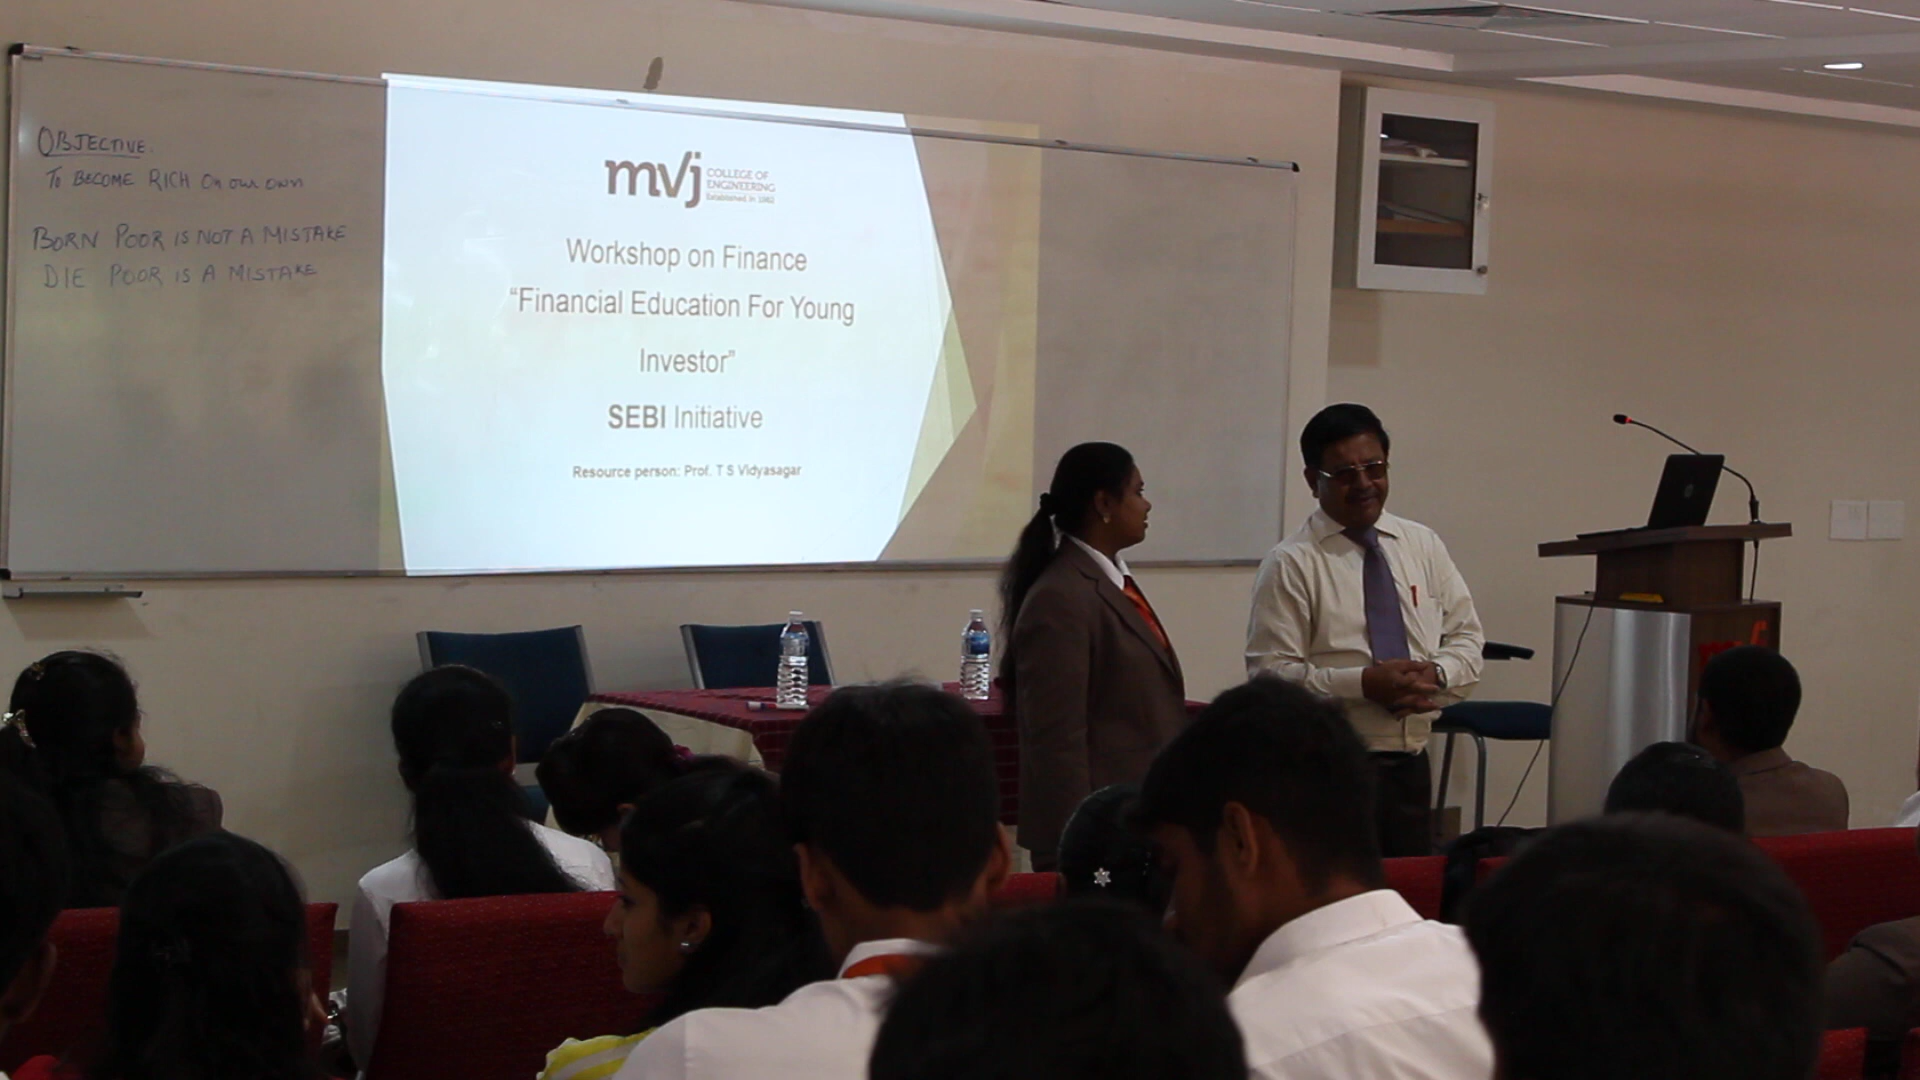 OBJECTIVE.
To BECOME RICH On our own
BORN POOR IS NOT A MISTAKE
DIE POOR IS A MISTAKE
mvj COLLEGE OF
ENGINEERING
Established in 1982
Workshop on Finance
“Financial Education For Young
Investor”
SEBI Initiative
Resource person: Prof. T S Vidyasagar